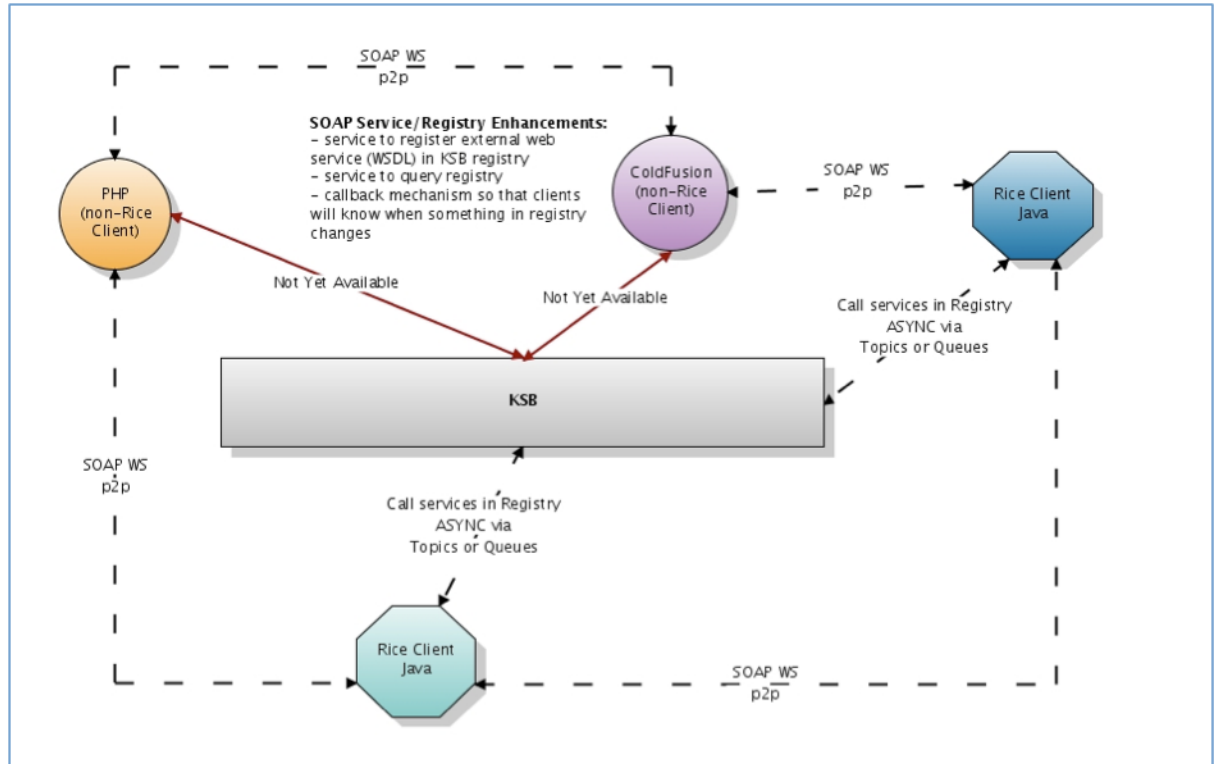 SOAP WS
p2p
SOAP Service/Registry Enhancements:
- service to register external web
service (WSDL) in KSB registry
- service to query registry
- callback mechanism so that clients
will know when something in registry
changes
PHP
(non-Rice
Client)
ColdFusion
(non-Rice
Client)
SOAP WS
p2p
Rice Client
Java
Not Yet Available
Not Yet Available
Call services in Registry
ASYNC via
Topics or Queues
KSB
SOAP WS
p2p
Call services in Registry
ASYNC via
Topics or Queues
Rice Client
Java
SOAP WS
p2p